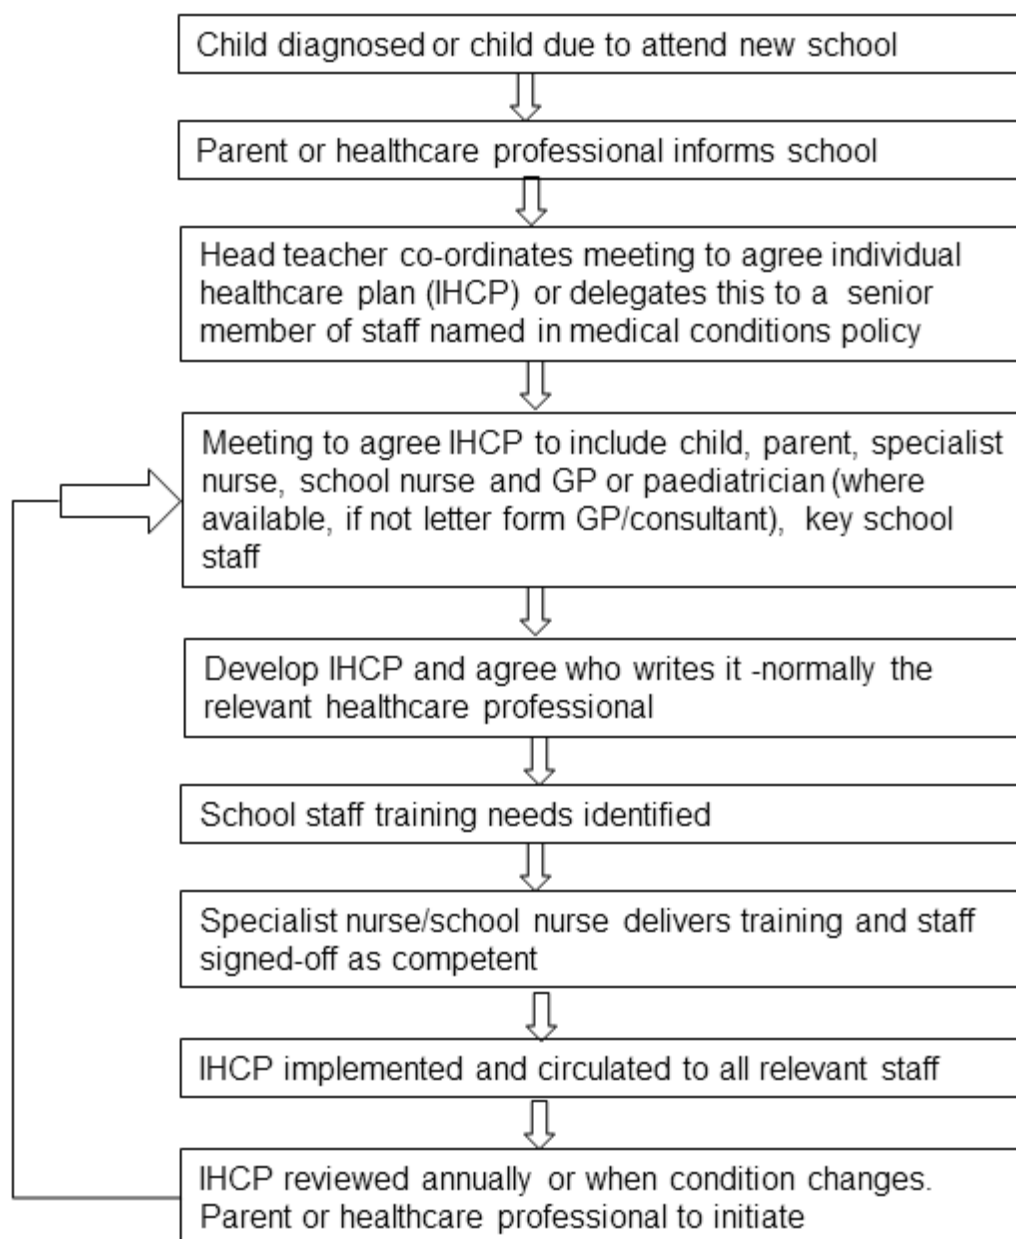 Child diagnosed or child due to attend new school
Parent or healthcare professional informs school
Head teacher co-ordinates meeting to agree individual
healthcare plan (IHCP) or delegates this to a senior
member of staff named in medical conditions policy
Meeting to agree IHCP to include child, parent, specialist
nurse, school nurse and GP or paediatrician (where
available, if not letter form GP/consultant), key school
staff
Develop IHCP and agree who writes it -normally the
relevant healthcare professional
School staff training needs identified
Specialist nurse/school nurse delivers training and staff
signed-off as competent
IHCP implemented and circulated to all relevant staff
IHCP reviewed annually or when condition changes.
Parent or healthcare professional to initiate